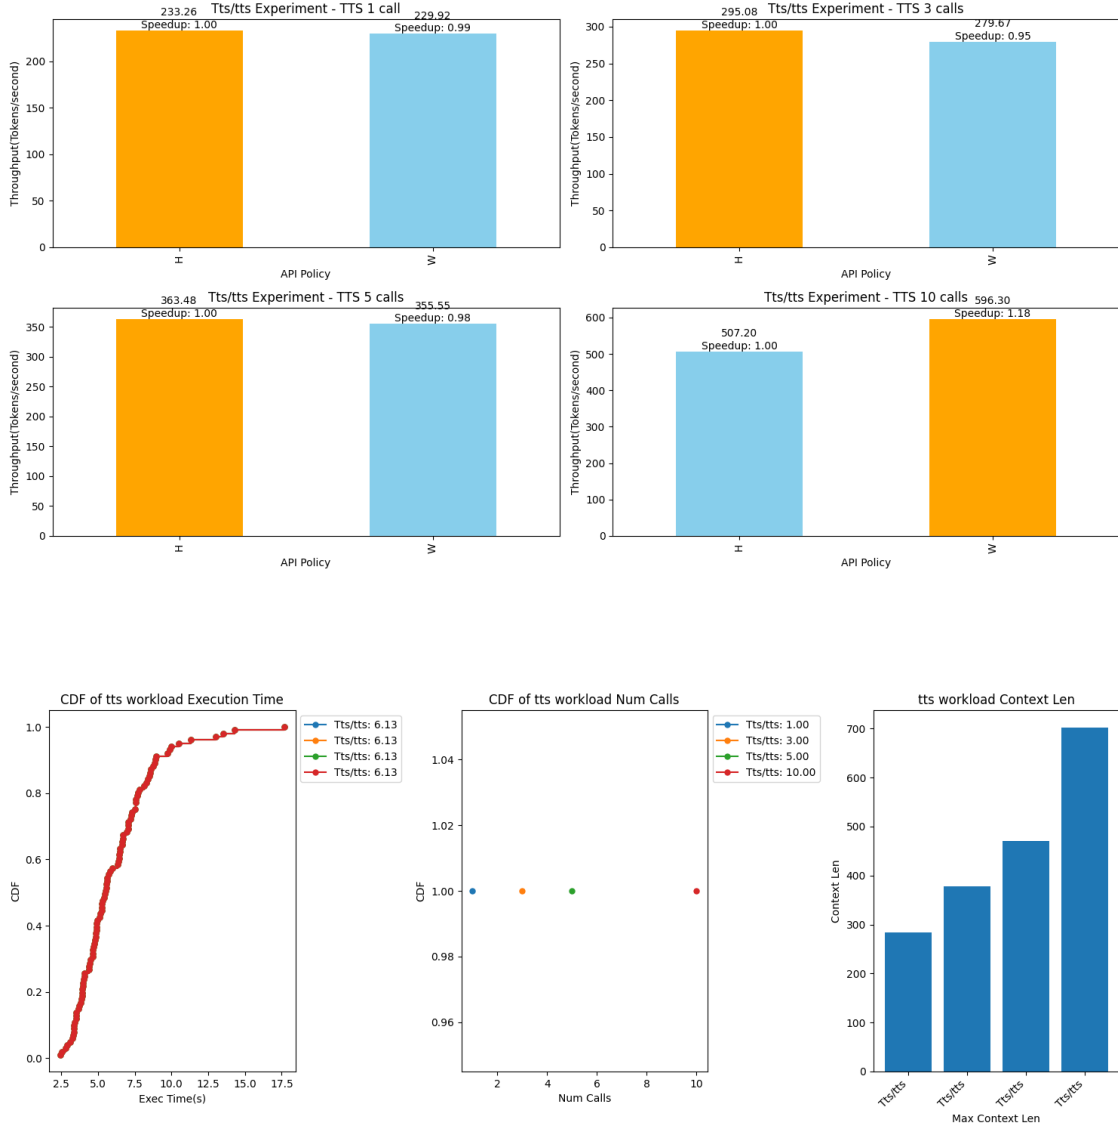 Tts/tts Experiment - TTS 1 call
233.26
Speedup: 1.00
229.92
Speedup: 0.99
Throughput(Tokens/second)
200
150
100
50
0
H
W
API Policy
Tts/tts Experiment - TTS 3 calls
295.08
Speedup: 1.00
279.67
Speedup: 0.95
Throughput(Tokens/second)
300
250
200
150
100
50
0
H
W
API Policy
Tts/tts Experiment - TTS 5 calls
363.48
Speedup: 1.00
355.55
Speedup: 0.98
Throughput(Tokens/second)
350
300
250
200
150
100
50
0
H
W
API Policy
Tts/tts Experiment - TTS 10 calls
507.20
Speedup: 1.00
596.30
Speedup: 1.18
Throughput(Tokens/second)
600
500
400
300
200
100
0
H
W
API Policy
CDF of tts workload Execution Time
Tts/tts: 6.13
Tts/tts: 6.13
Tts/tts: 6.13
Tts/tts: 6.13
CDF
1.0
0.8
0.6
0.4
0.2
0.0
2.5 5.0 7.5 10.0 12.5 15.0 17.5
Exec Time(s)
CDF of tts workload Num Calls
Tts/tts: 1.00
Tts/tts: 3.00
Tts/tts: 5.00
Tts/tts: 10.00
CDF
1.04
1.02
1.00
0.98
0.96
2 4 6 8 10
Num Calls
tts workload Context Len
Context Len
700
600
500
400
300
200
100
0
Tts/tts
Tts/tts
Tts/tts
Tts/tts
Max Context Len